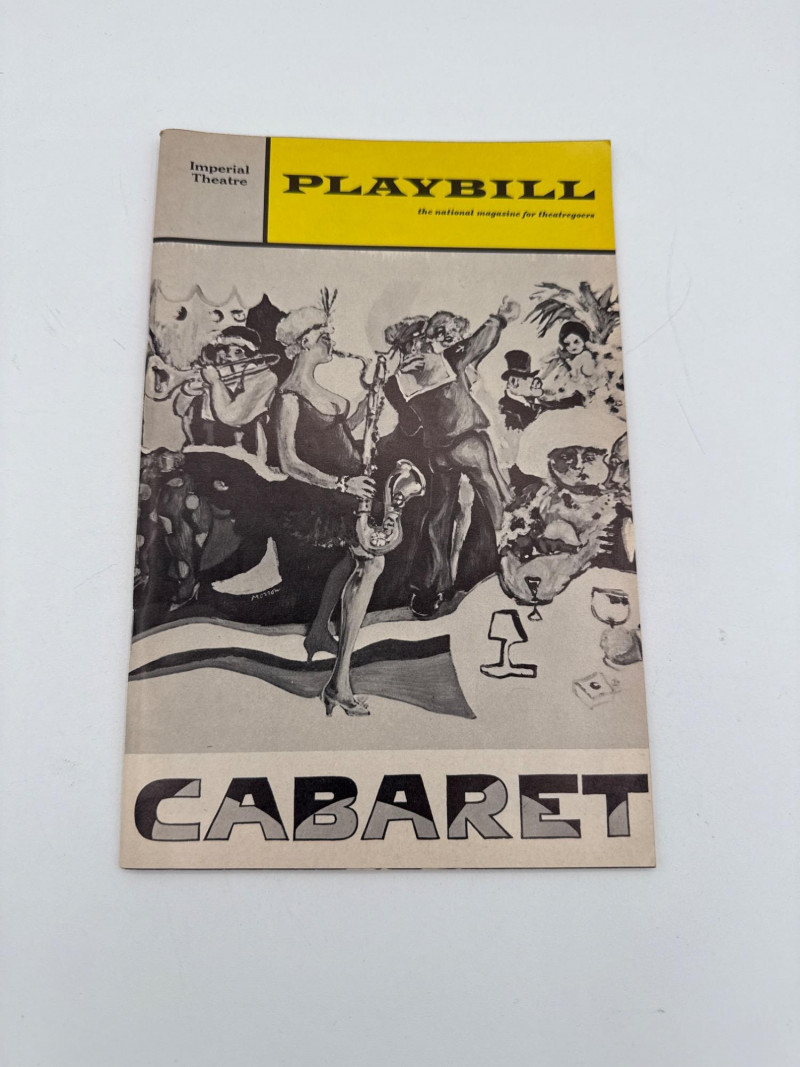 Imperial
Theatre
PLAYBILL
the national magazine for theatregoers
CABARET